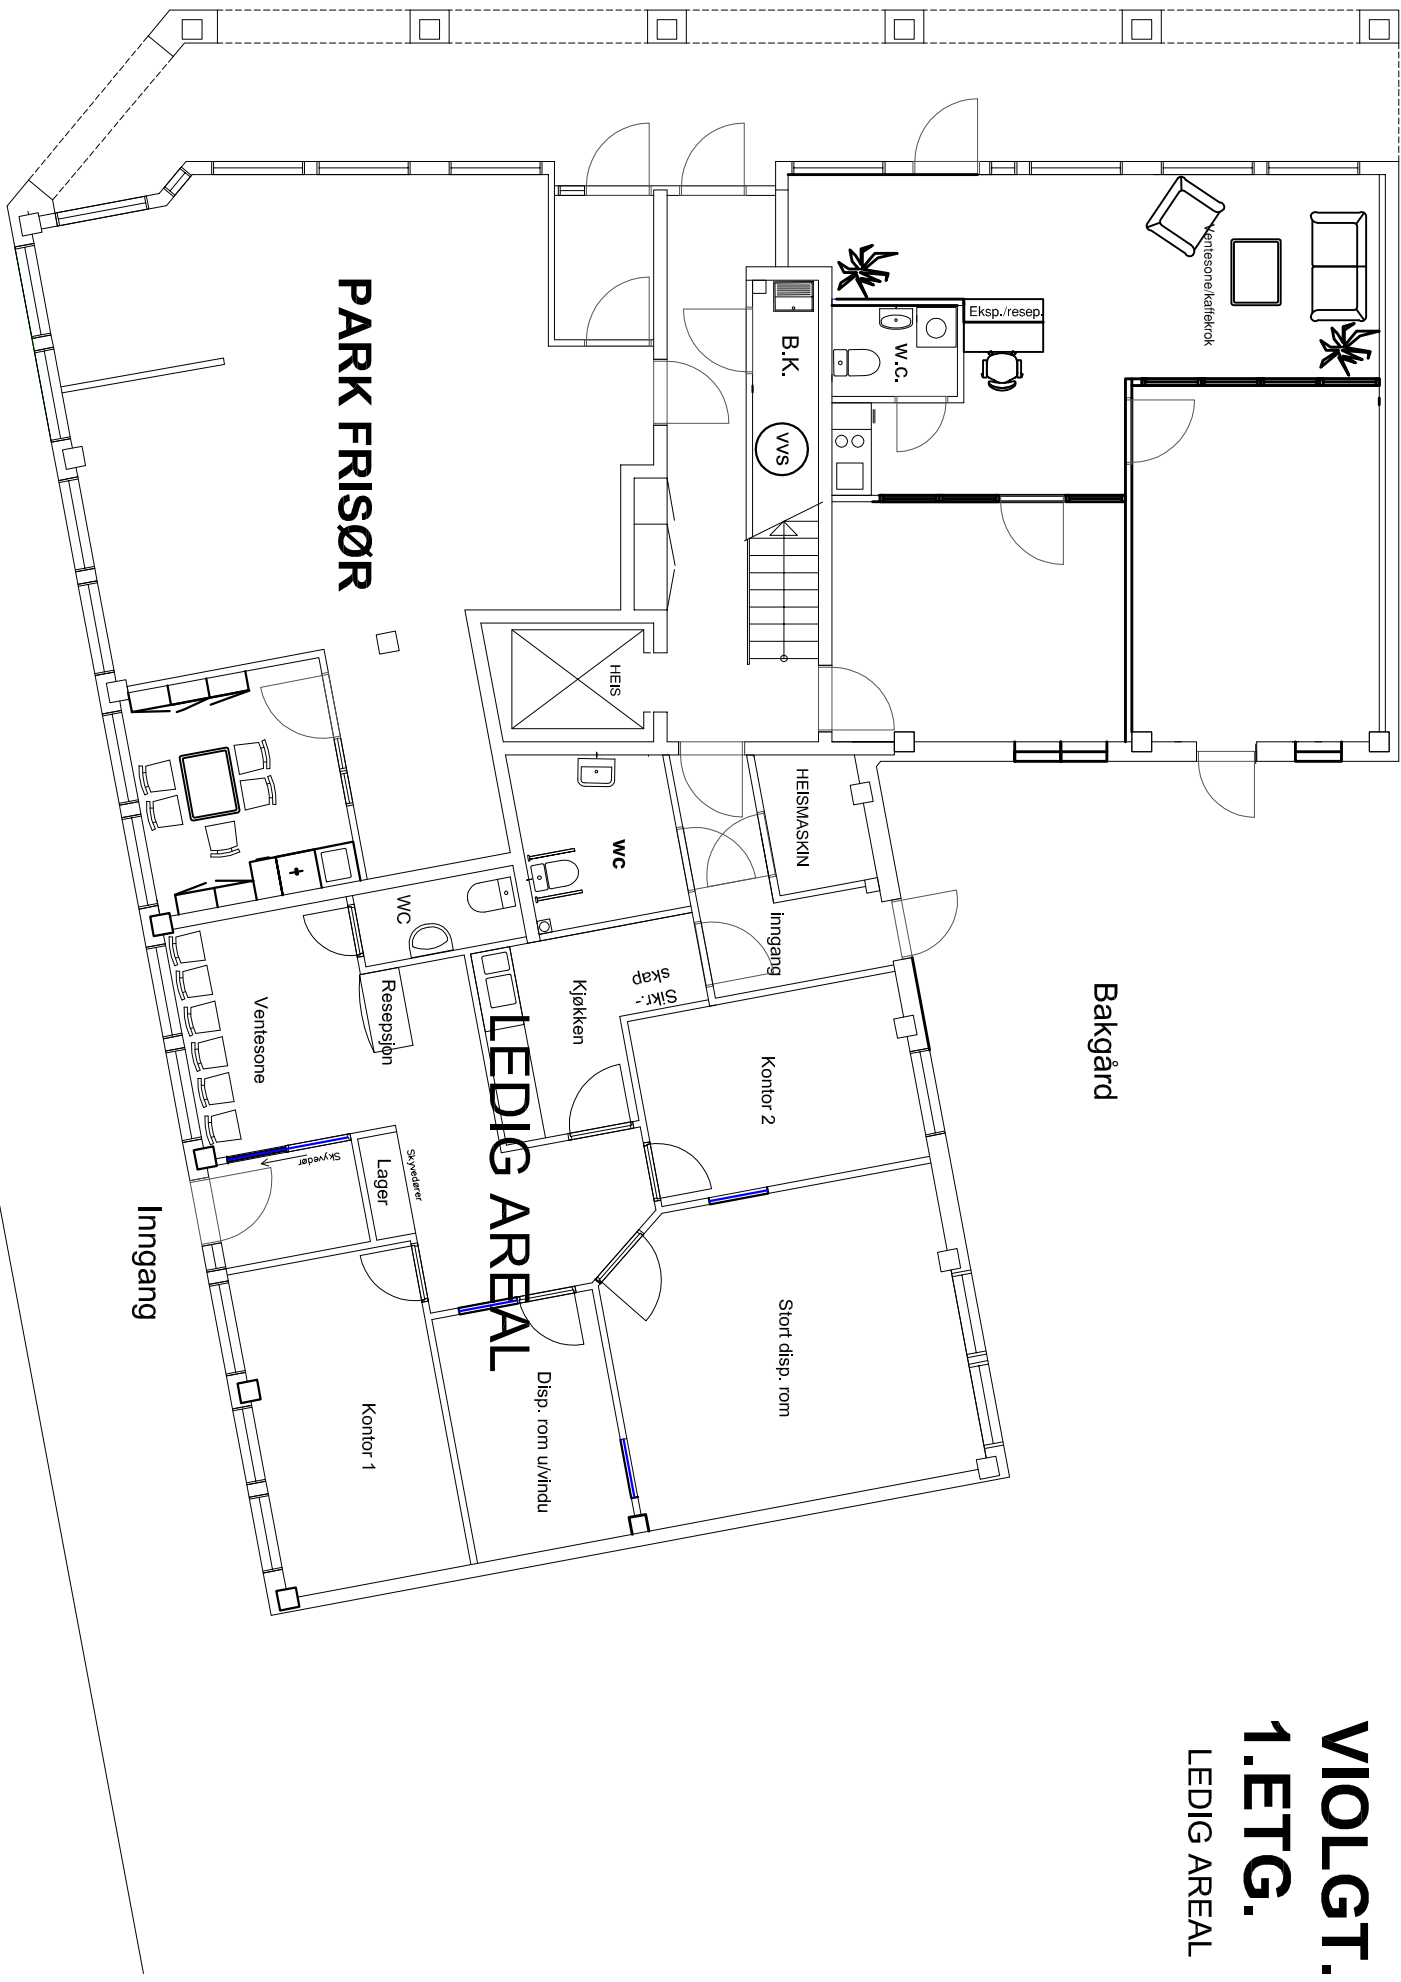 VIOLGT.
1.ETG.
LEDIG AREAL
Ventesone/kaffekrok
Eksp./resep.
W.C.
B.K.
VVS
PARK FRISØR
HEIS
HEISMASKIN
wc
inngang
WC
Sikr.-
skap
Kjøkken
Resepsjon
Ventesone
LEDIG AREAL
Kontor 2
Bakgård
Skyvedør
Lager
Skyvedører
Inngang
Stort disp. rom
Disp. rom u/vindu
Kontor 1